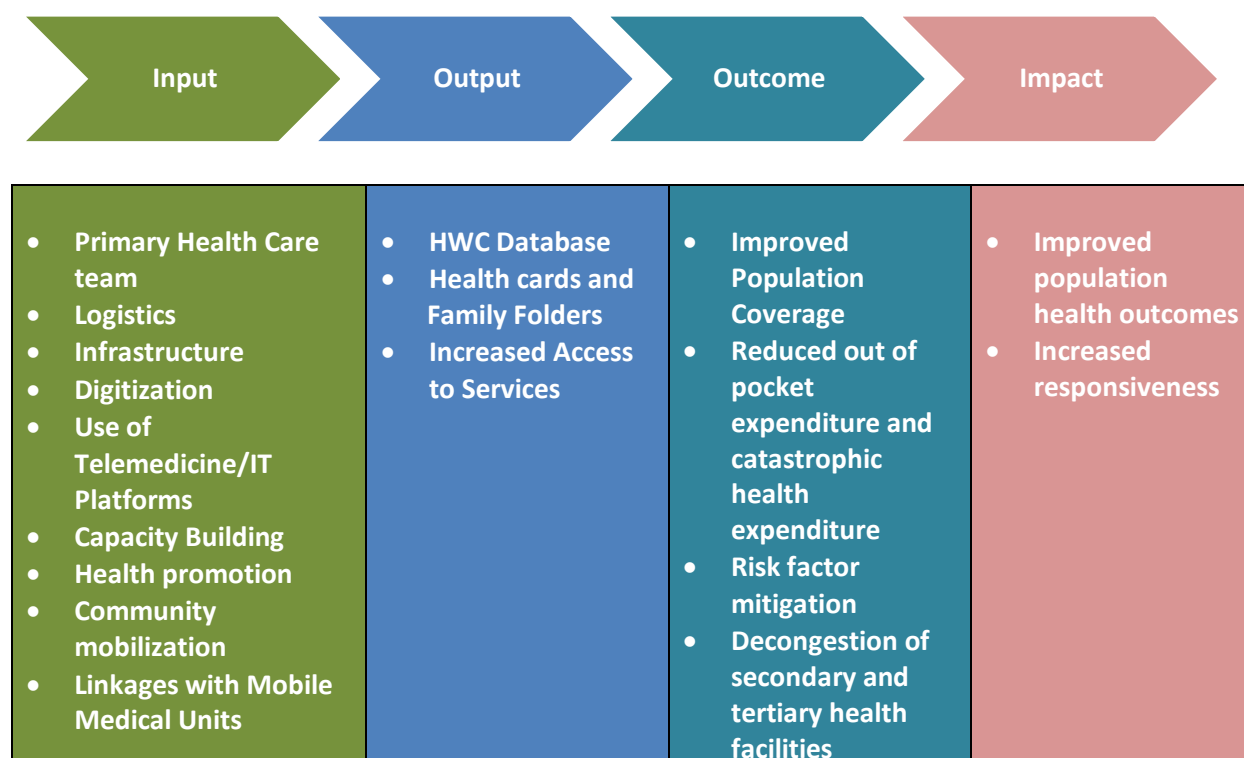 Input
Output
Outcome
Impact
• Primary Health Care
team
• Logistics
• Infrastructure
• Digitization
• Use of
Telemedicine/IT
Platforms
• Capacity Building
• Health promotion
• Community
mobilization
• Linkages with Mobile
Medical Units
• HWC Database
• Health cards and
Family Folders
• Increased Access
to Services
• Improved
Population
Coverage
• Reduced out of
pocket
expenditure and
catastrophic
health
expenditure
• Risk factor
mitigation
• Decongestion of
secondary and
tertiary health
facilities
• Improved
population
health outcomes
• Increased
responsiveness